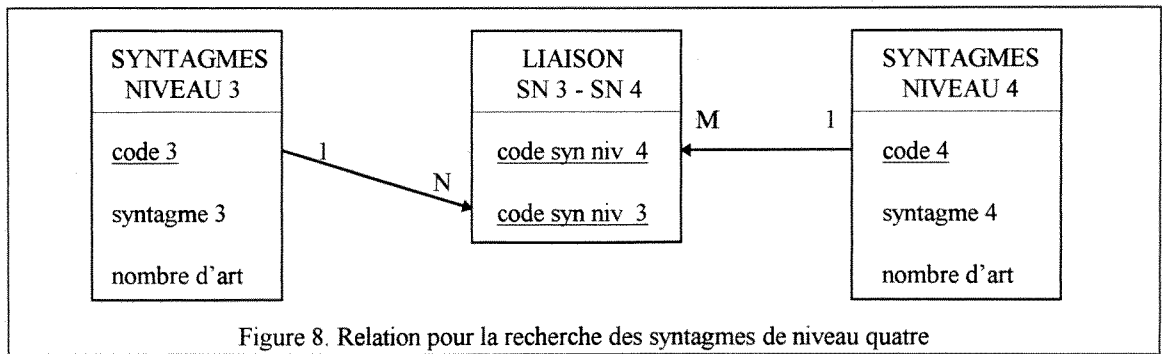 SYNTAGMES
NIVEAU 3
code 3
syntagme 3
nombre d'art
1
N
LIAISON
SN 3 - SN 4
code syn niv 4
code syn niv 3
M
1
SYNTAGMES
NIVEAU 4
code 4
syntagme 4
nombre d'art
Figure 8. Relation pour la recherche des syntagmes de niveau quatre